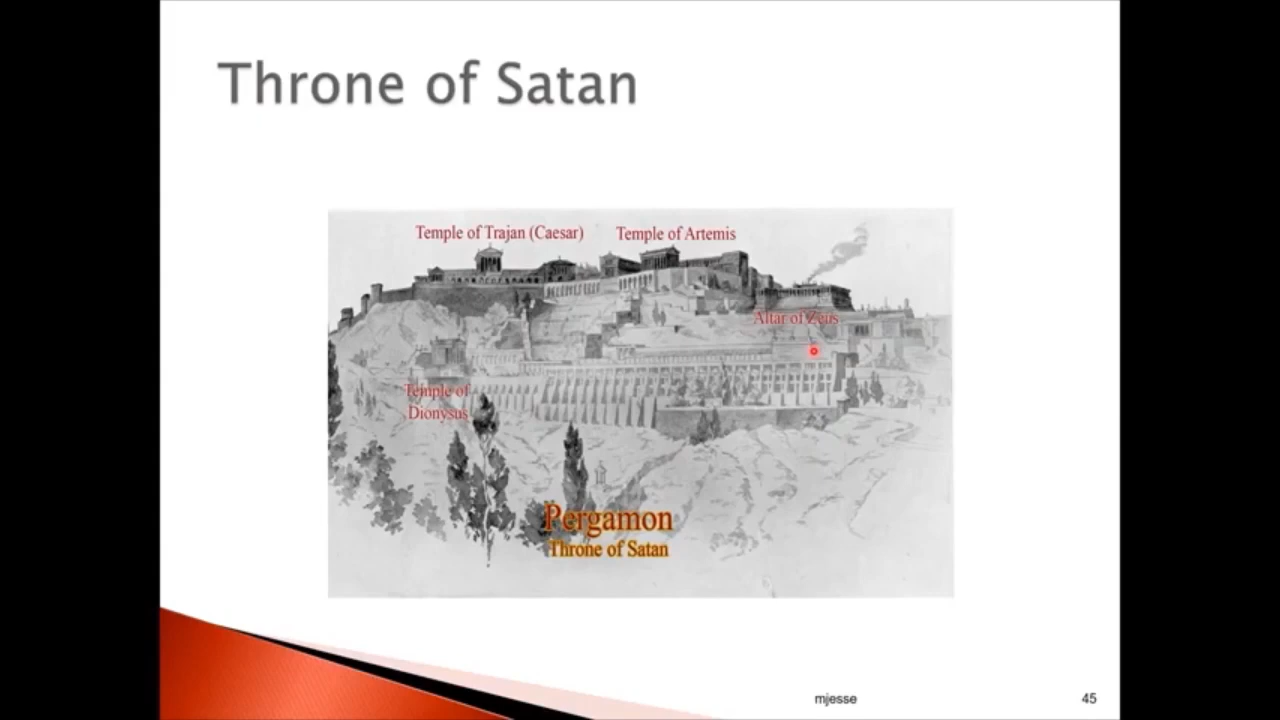 Throne of Satan
Temple of Trajan (Caesar)
Temple of Artemis
Altar of Zeus
Temple of
Dionysus
Pergamon
Throne of Satan
mjesse
45